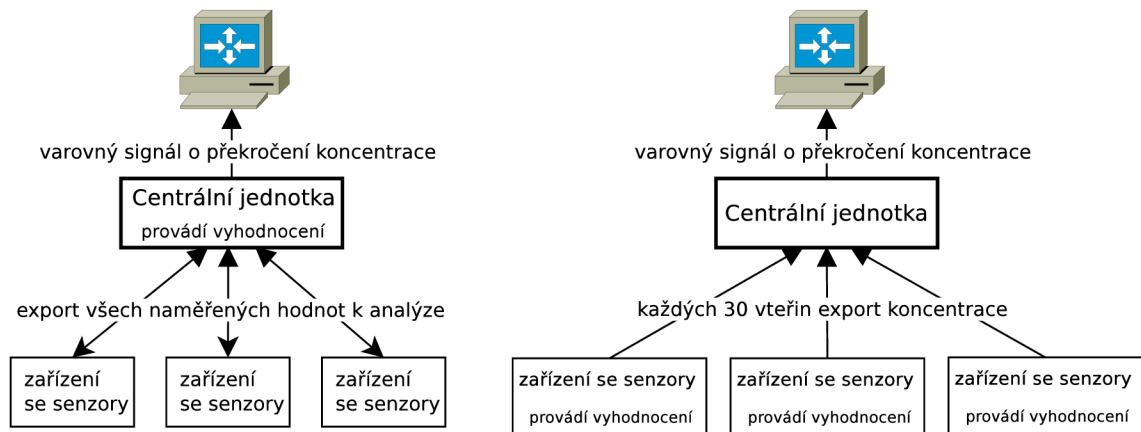 varovný signál o překročení koncentrace
Centrální jednotka
provádí vyhodnocení
export všech naměřených hodnot k analýze
zařízení
se senzory
zařízení
se senzory
zařízení
se senzory
varovný signál o překročení koncentrace
Centrální jednotka
každých 30 vteřin export koncentrace
zařízení se senzory
provádí vyhodnocení
zařízení se senzory
provádí vyhodnocení
zařízení se senzory
provádí vyhodnocení